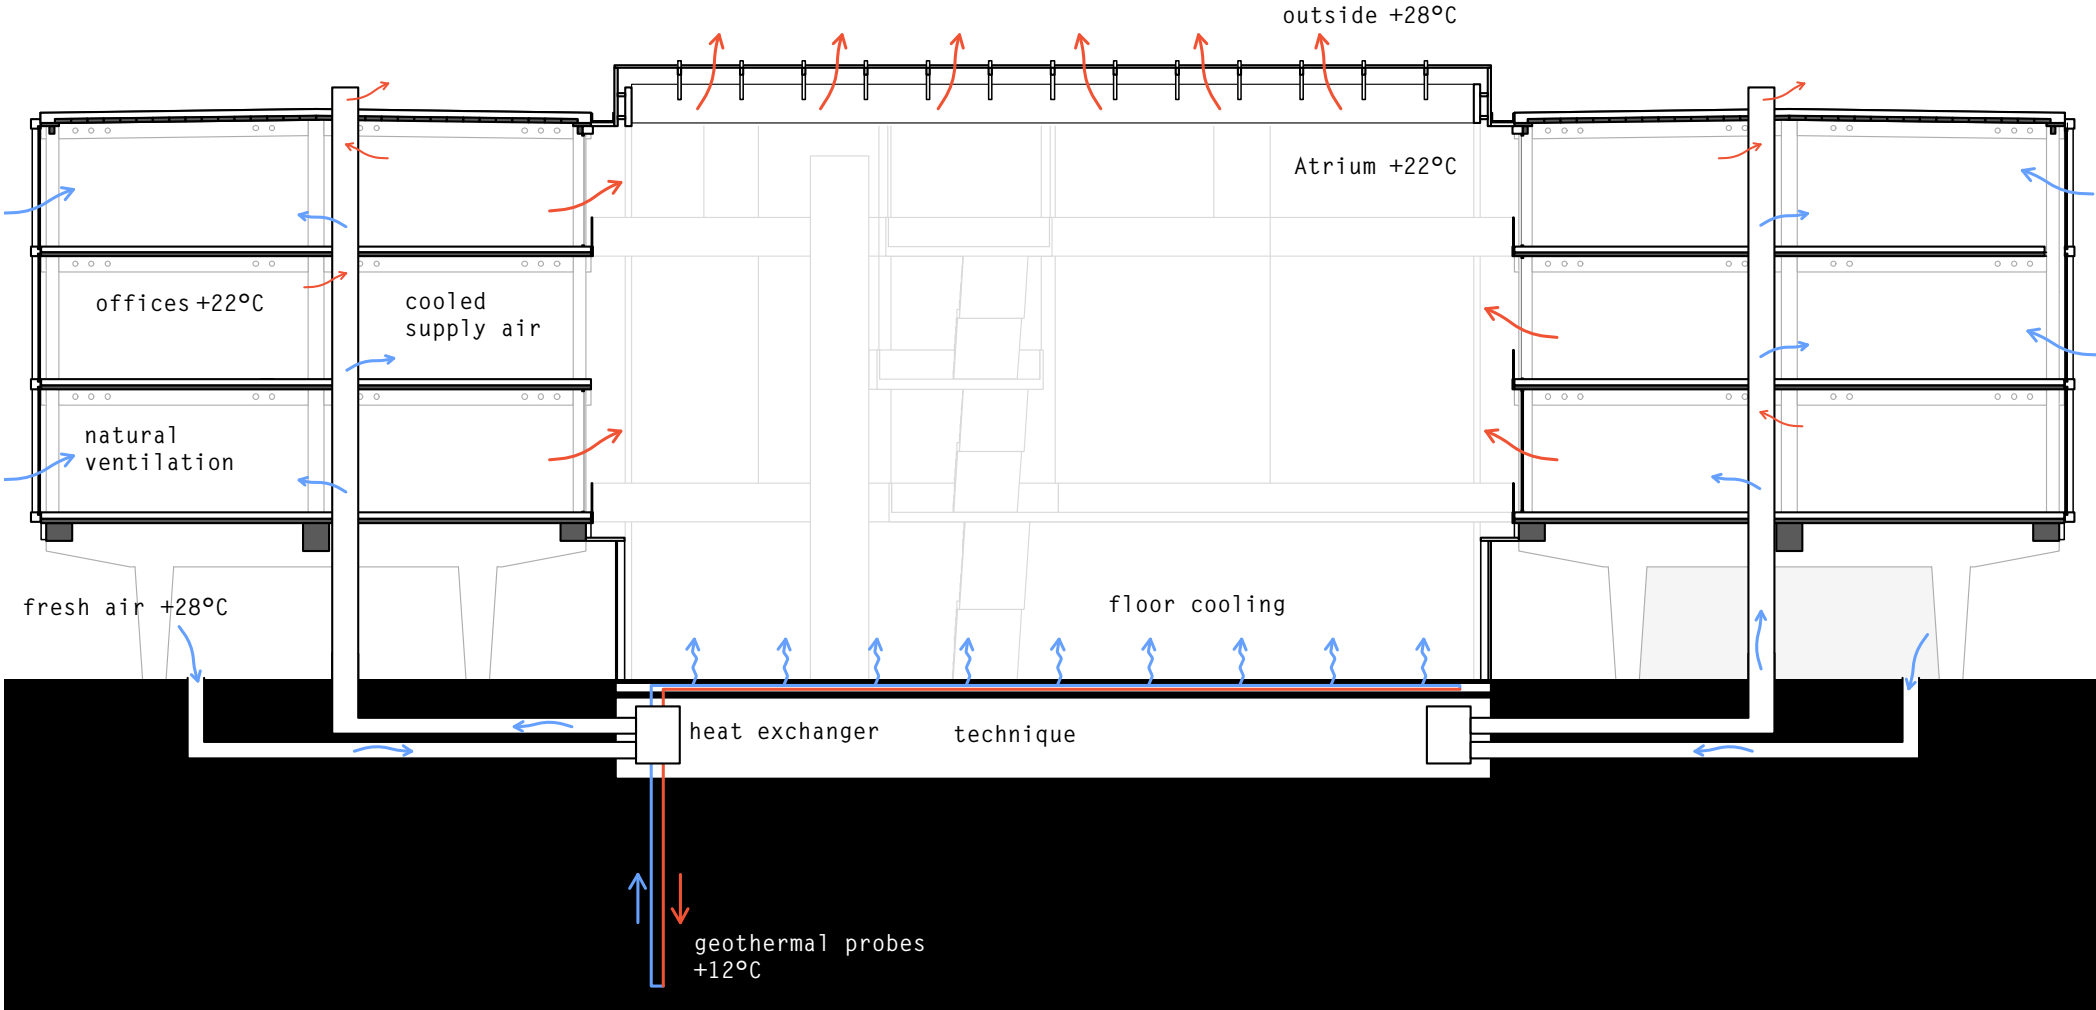 outside +28°C
Atrium +22°C
offices +22°C
cooled
supply air
natural
ventilation
fresh air +28°C
floor cooling
heat exchanger
technique
geothermal probes
+12°C